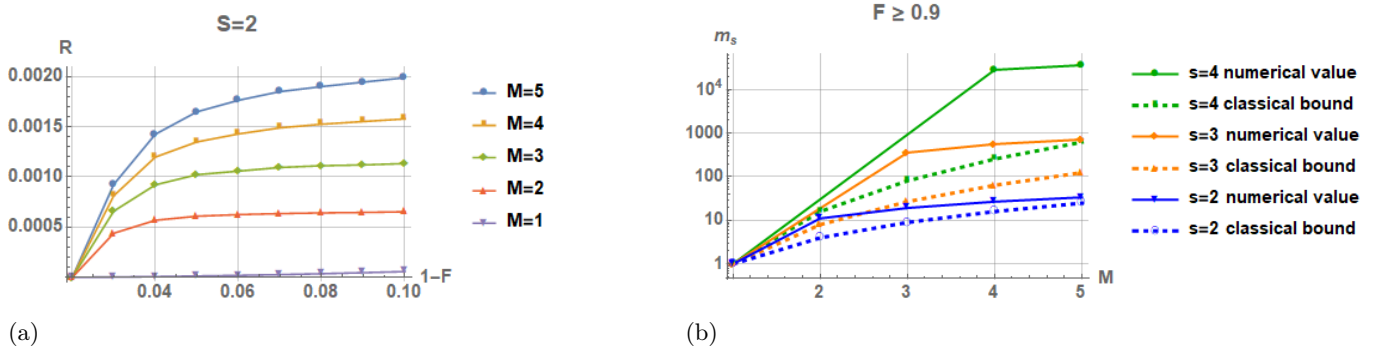 S=2
R
0.0020
0.0015
0.0010
0.0005
0.04
0.06
0.08
0.10
1−F
M=5
M=4
M=3
M=2
M=1
(a)
F ≥ 0.9
m_s
10^4
1000
100
10
1
2
3
4
5
M
s=4 numerical value
s=4 classical bound
s=3 numerical value
s=3 classical bound
s=2 numerical value
s=2 classical bound
(b)